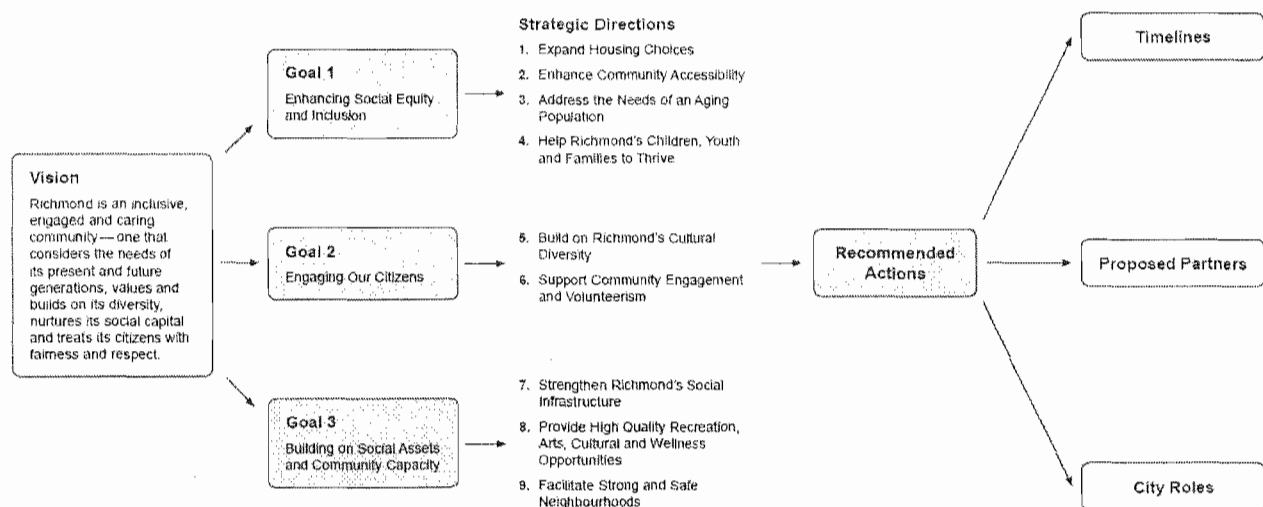 Vision
Richmond is an inclusive,
engaged and caring
community — one that
considers the needs of
its present and future
generations, values and
builds on its diversity,
nurtures its social capital
and treats its citizens with
fairness and respect.
Goal 1
Enhancing Social Equity
and Inclusion
Goal 2
Engaging Our Citizens
Goal 3
Building on Social Assets
and Community Capacity
Strategic Directions
1. Expand Housing Choices
2. Enhance Community Accessibility
3. Address the Needs of an Aging
Population
4. Help Richmond's Children, Youth
and Families to Thrive
5. Build on Richmond's Cultural
Diversity
6. Support Community Engagement
and Volunteerism
7. Strengthen Richmond's Social
Infrastructure
8. Provide High Quality Recreation,
Arts, Cultural and Wellness
Opportunities
9. Facilitate Strong and Safe
Neighbourhoods
Recommended
Actions
Timelines
Proposed Partners
City Roles